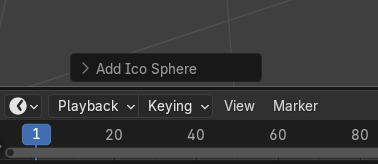 Add Ico Sphere
Playback Keying View Marker
1 20 40 60 80